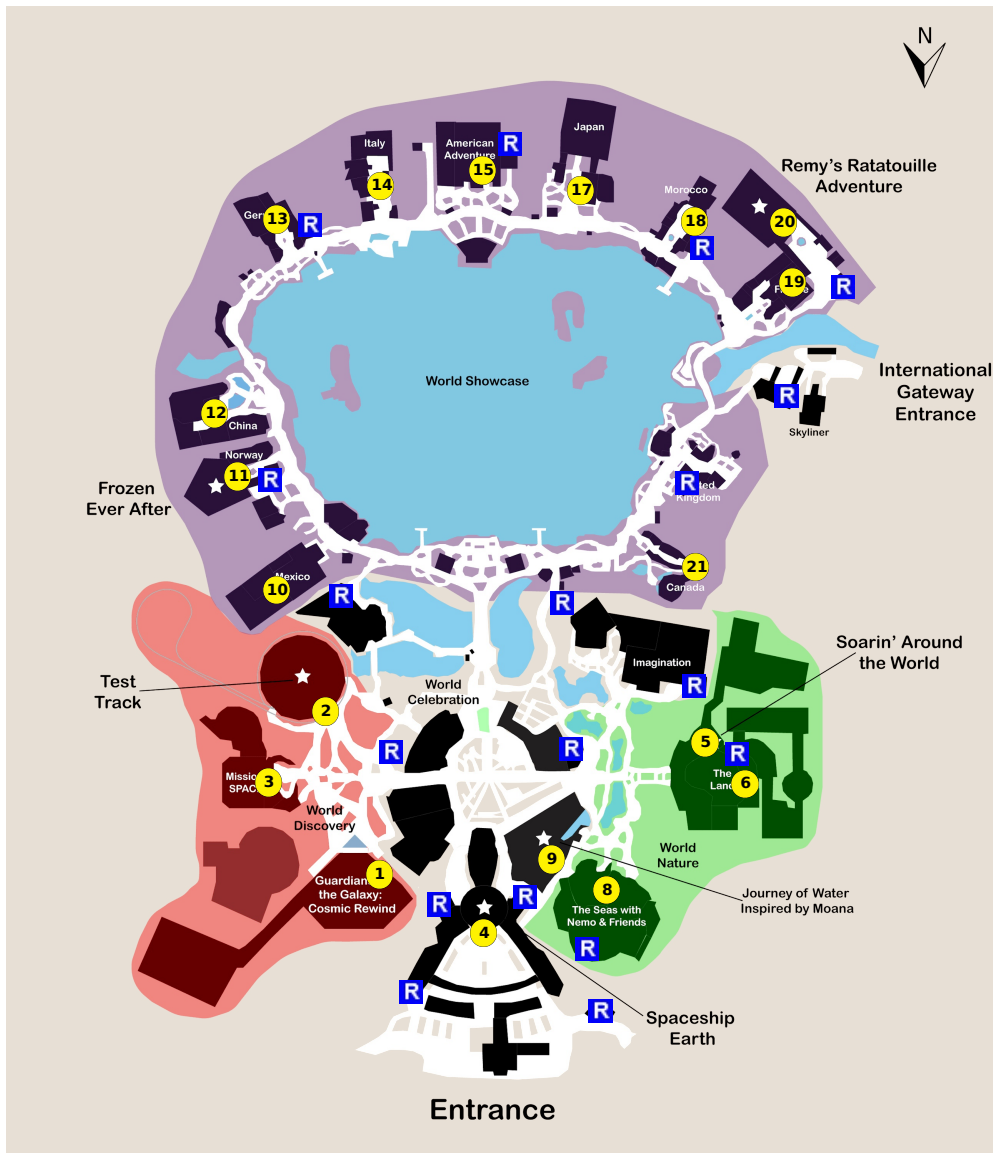 N
Japan
Italy
American
Adventure
R
15
14
17
Remy's Ratatouille
Adventure
Morocco
18
20
13
R
R
19
R
International
Gateway
Entrance
World Showcase
R
Skyliner
12
China
Norway
11
R
Frozen
Ever After
R
Kingdom
21
Canada
Mexico
10
R
R
Imagination
R
Soarin' Around
the World
Test
Track
World
Celebration
2
5
R
R
R
3
The
6
World
Discovery
World
Nature
9
Journey of Water
Inspired by Moana
1
the Galaxy:
Cosmic Rewind
8
The Seas with
Nemo & Friends
R
R
R
4
R
R
Spaceship
Earth
Entrance